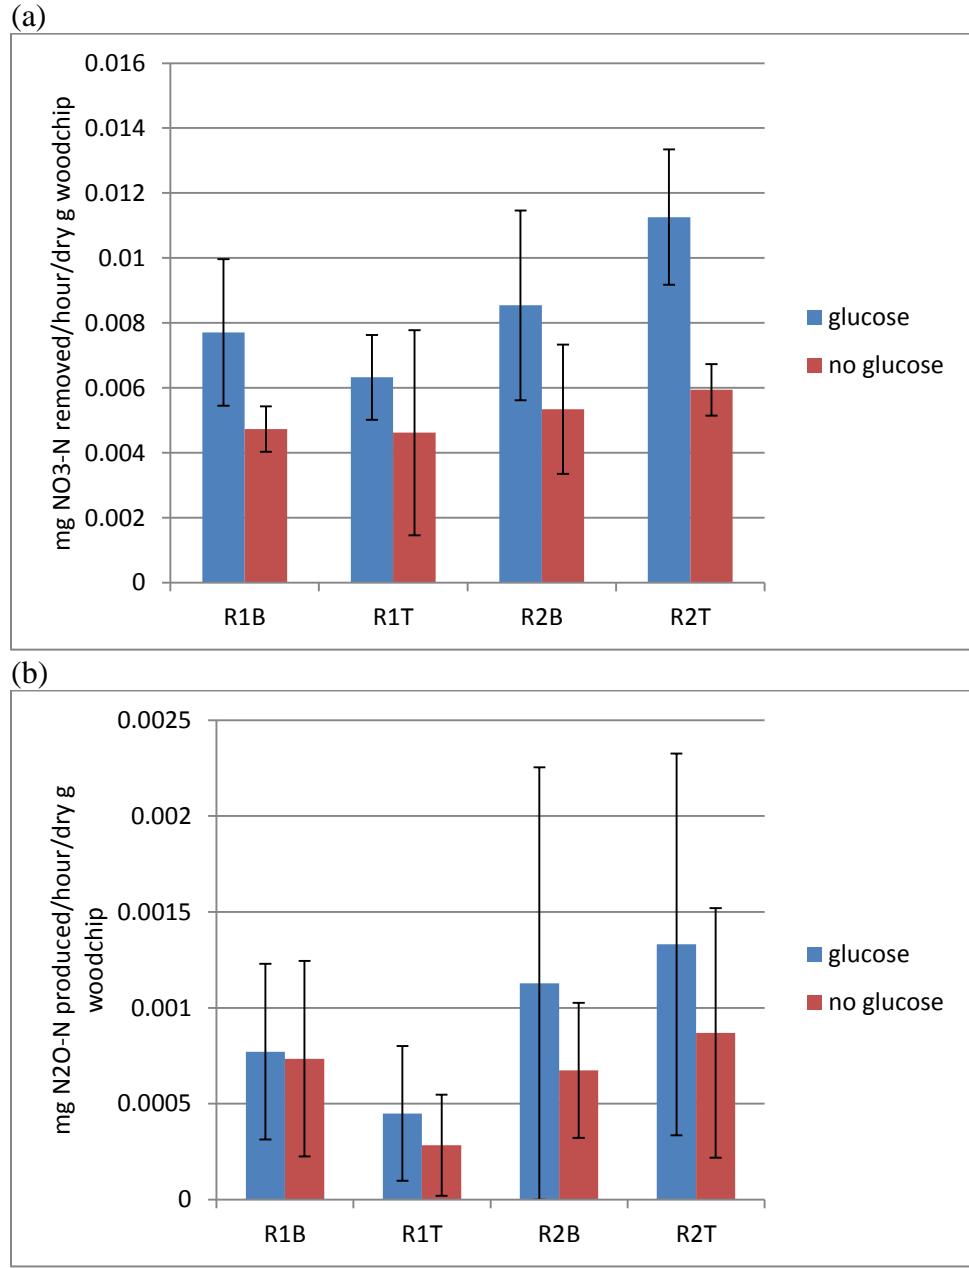 (a)
mg NO3-N removed/hour/dry g woodchip
0.016
0.014
0.012
0.01
0.008
0.006
0.004
0.002
0
R1B R1T R2B R2T
glucose
no glucose
(b)
mg N2O-N produced/hour/dry g
woodchip
0.0025
0.002
0.0015
0.001
0.0005
0
R1B R1T R2B R2T
glucose
no glucose